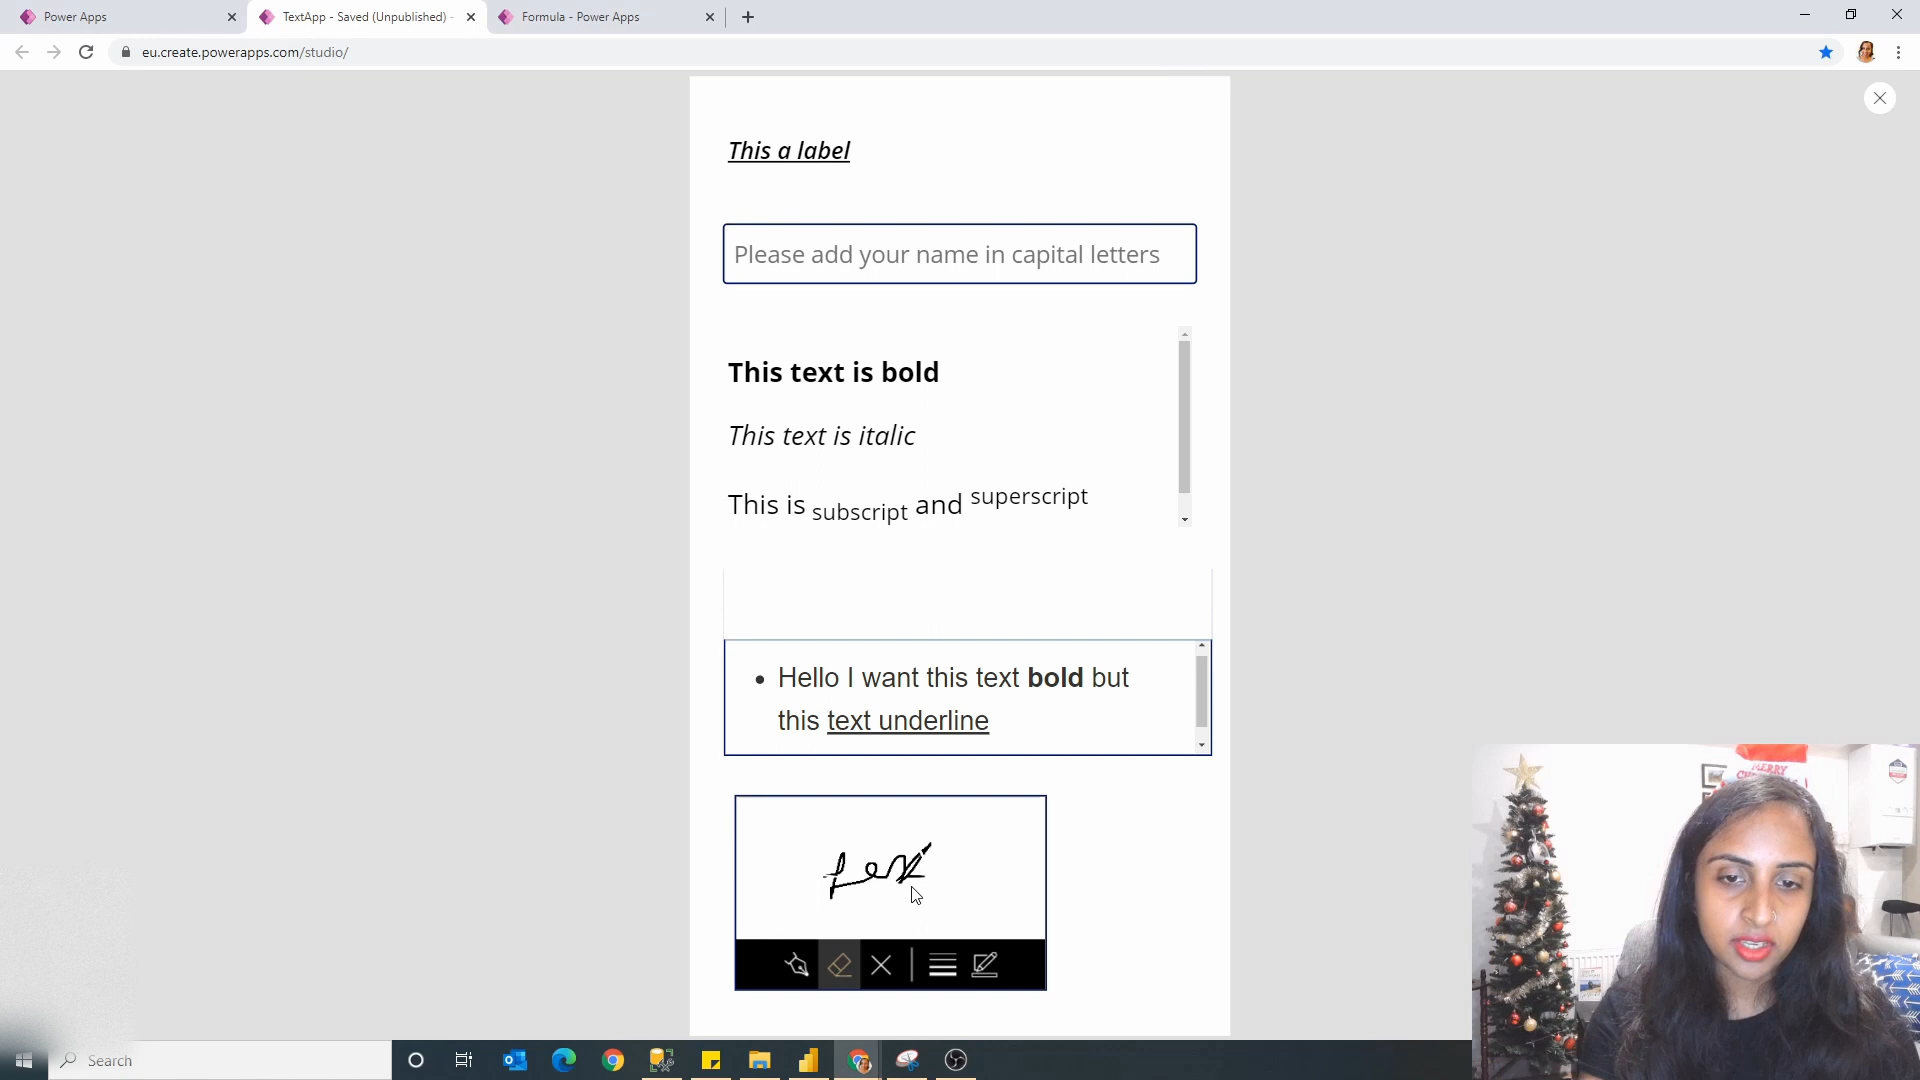 Power Apps
TextApp - Saved (Unpublished) -
Formula - Power Apps
eu.create.powerapps.com/studio/
This a label
Please add your name in capital letters
This text is bold
This text is italic
This is subscript and superscript
Hello I want this text bold but
this text underline
MERRY
Search